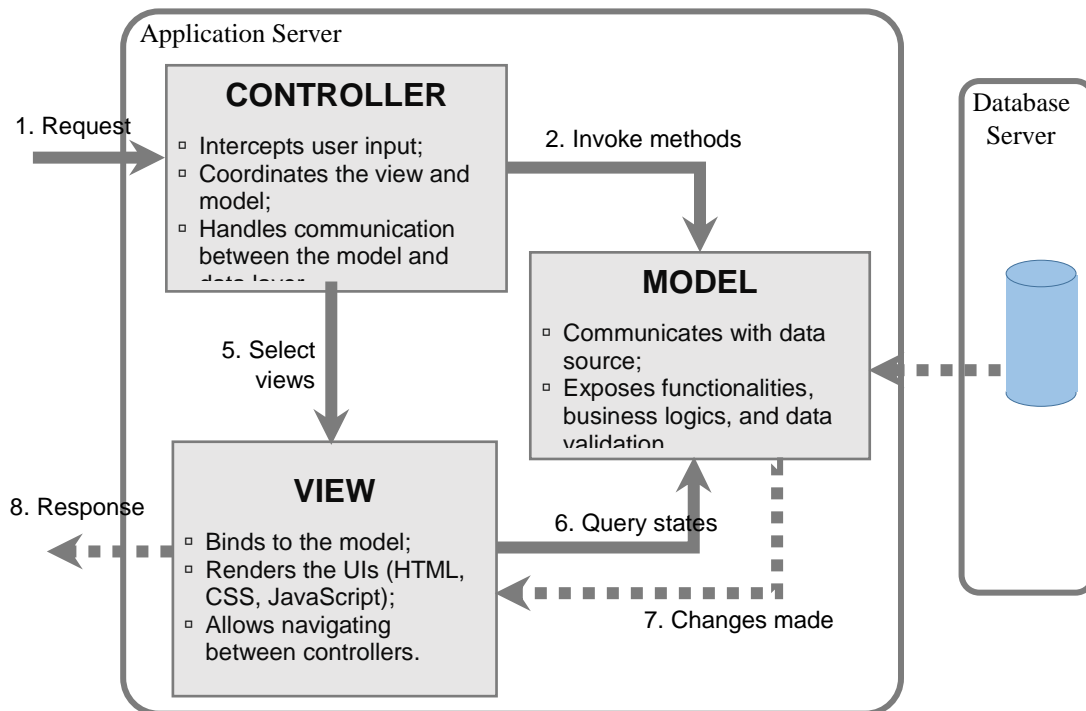 Application Server
CONTROLLER
▫ Intercepts user input;
▫ Coordinates the view and
model;
▫ Handles communication
between the model and
data layer
1. Request
2. Invoke methods
Database
Server
MODEL
▫ Communicates with data
source;
▫ Exposes functionalities,
business logics, and data
validation
5. Select
views
VIEW
▫ Binds to the model;
▫ Renders the UIs (HTML,
CSS, JavaScript);
▫ Allows navigating
between controllers.
8. Response
6. Query states
7. Changes made